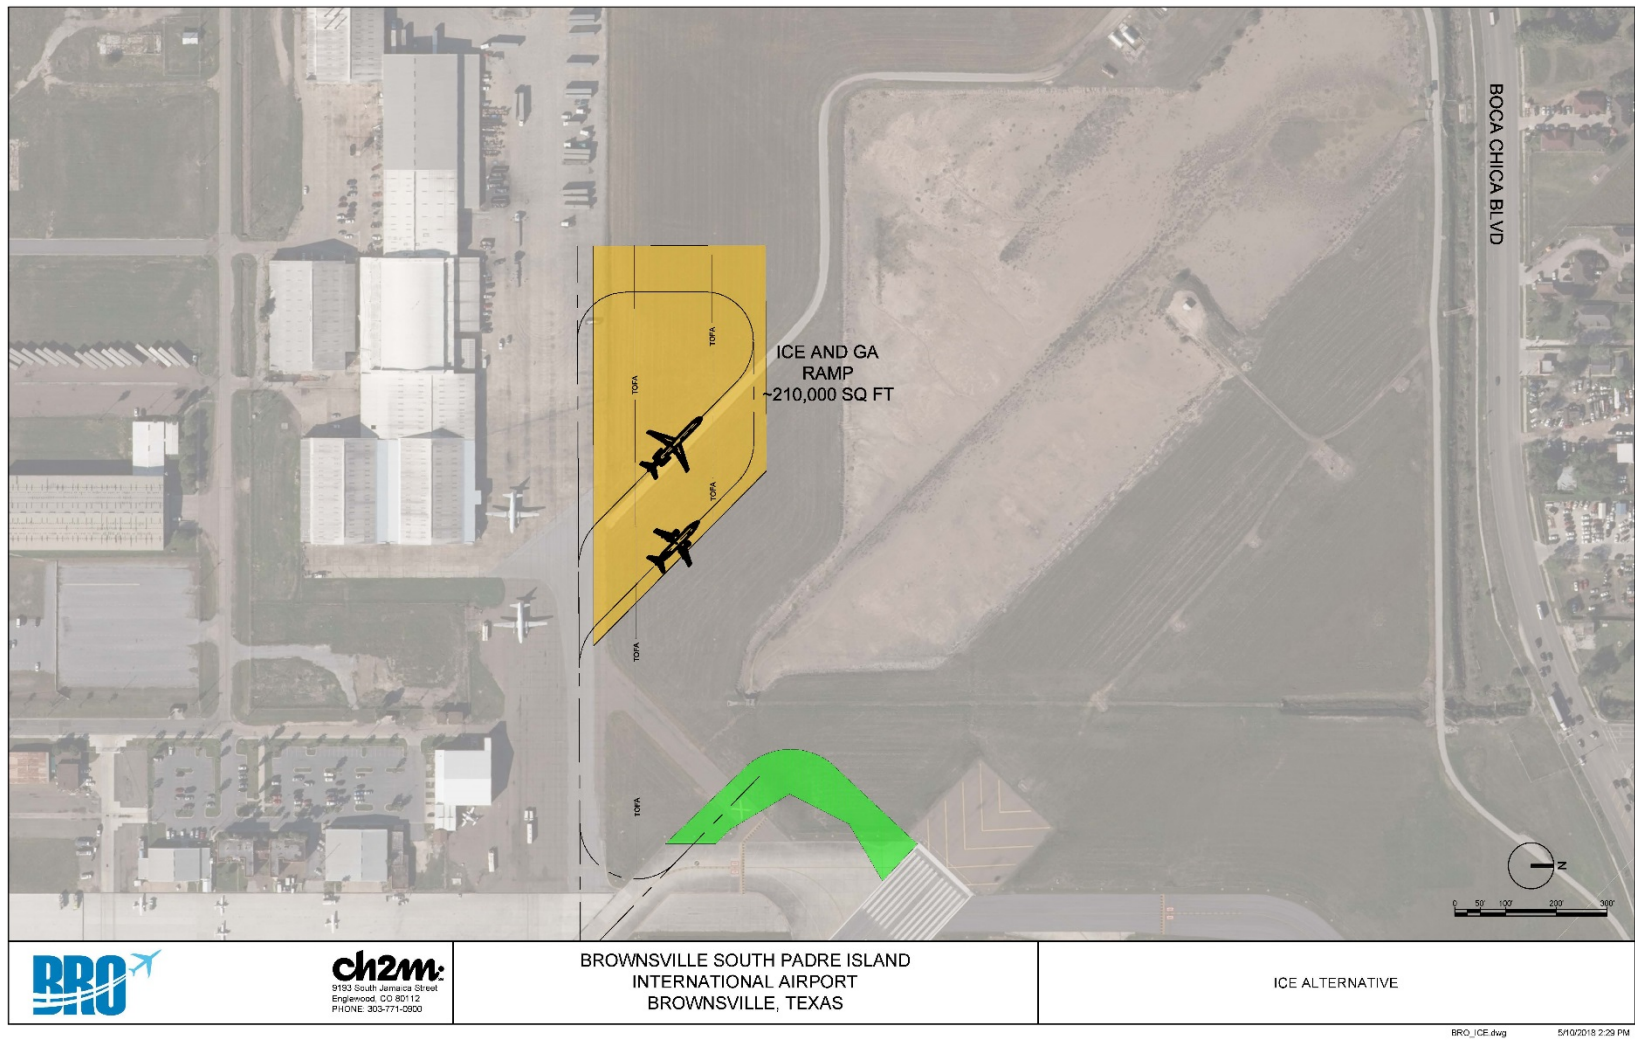 BOCA CHICA BLVD
TOFA
ICE AND GA
RAMP
~210,000 SQ FT
TOFA
TOFA
TOFA
TOFA
N
0 50' 100' 200' 300'
BRO
ch2m:
9193 South Jamaica Street
Englewood, CO 80112
PHONE: 303-771-0900
BROWNSVILLE SOUTH PADRE ISLAND
INTERNATIONAL AIRPORT
BROWNSVILLE, TEXAS
ICE ALTERNATIVE
BRO_ICE.dwg 5/10/2018 2:29 PM